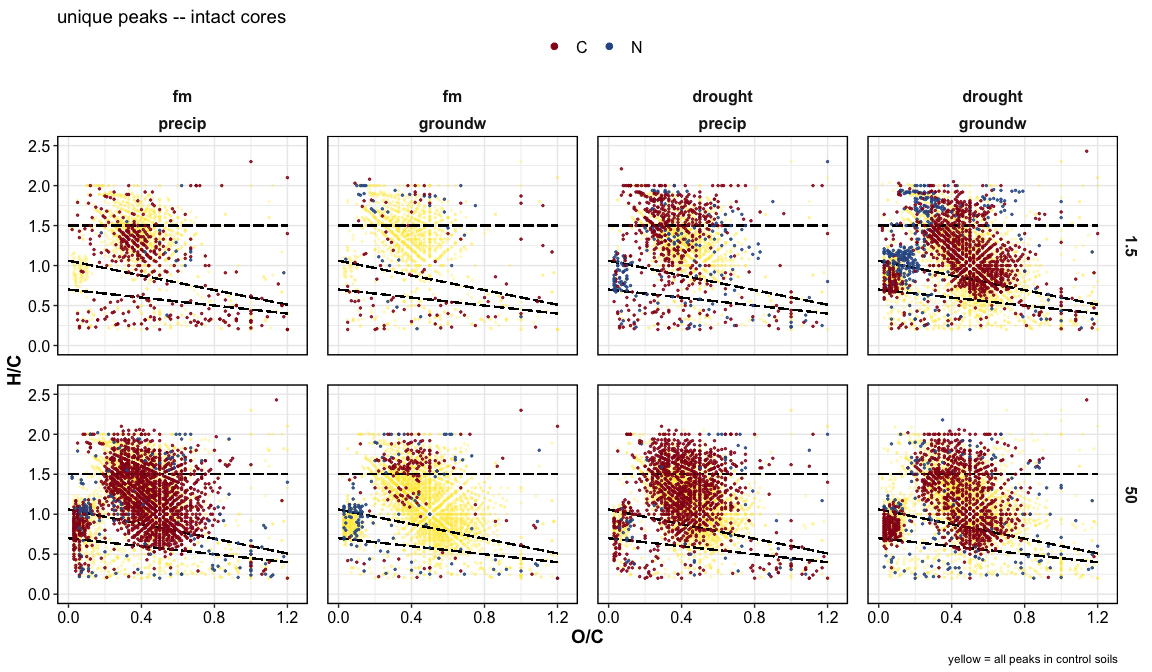 unique peaks -- intact cores
C N
fm fm drought drought
precip groundw precip groundw
2.5
2.0
1.5
1.0
0.5
0.0
1.5
2.5
2.0
1.5
1.0
0.5
0.0
50
H/C
0.0 0.4 0.8 1.2 0.0 0.4 0.8 1.2 0.0 0.4 0.8 1.2 0.0 0.4 0.8 1.2
O/C
yellow = all peaks in control soils